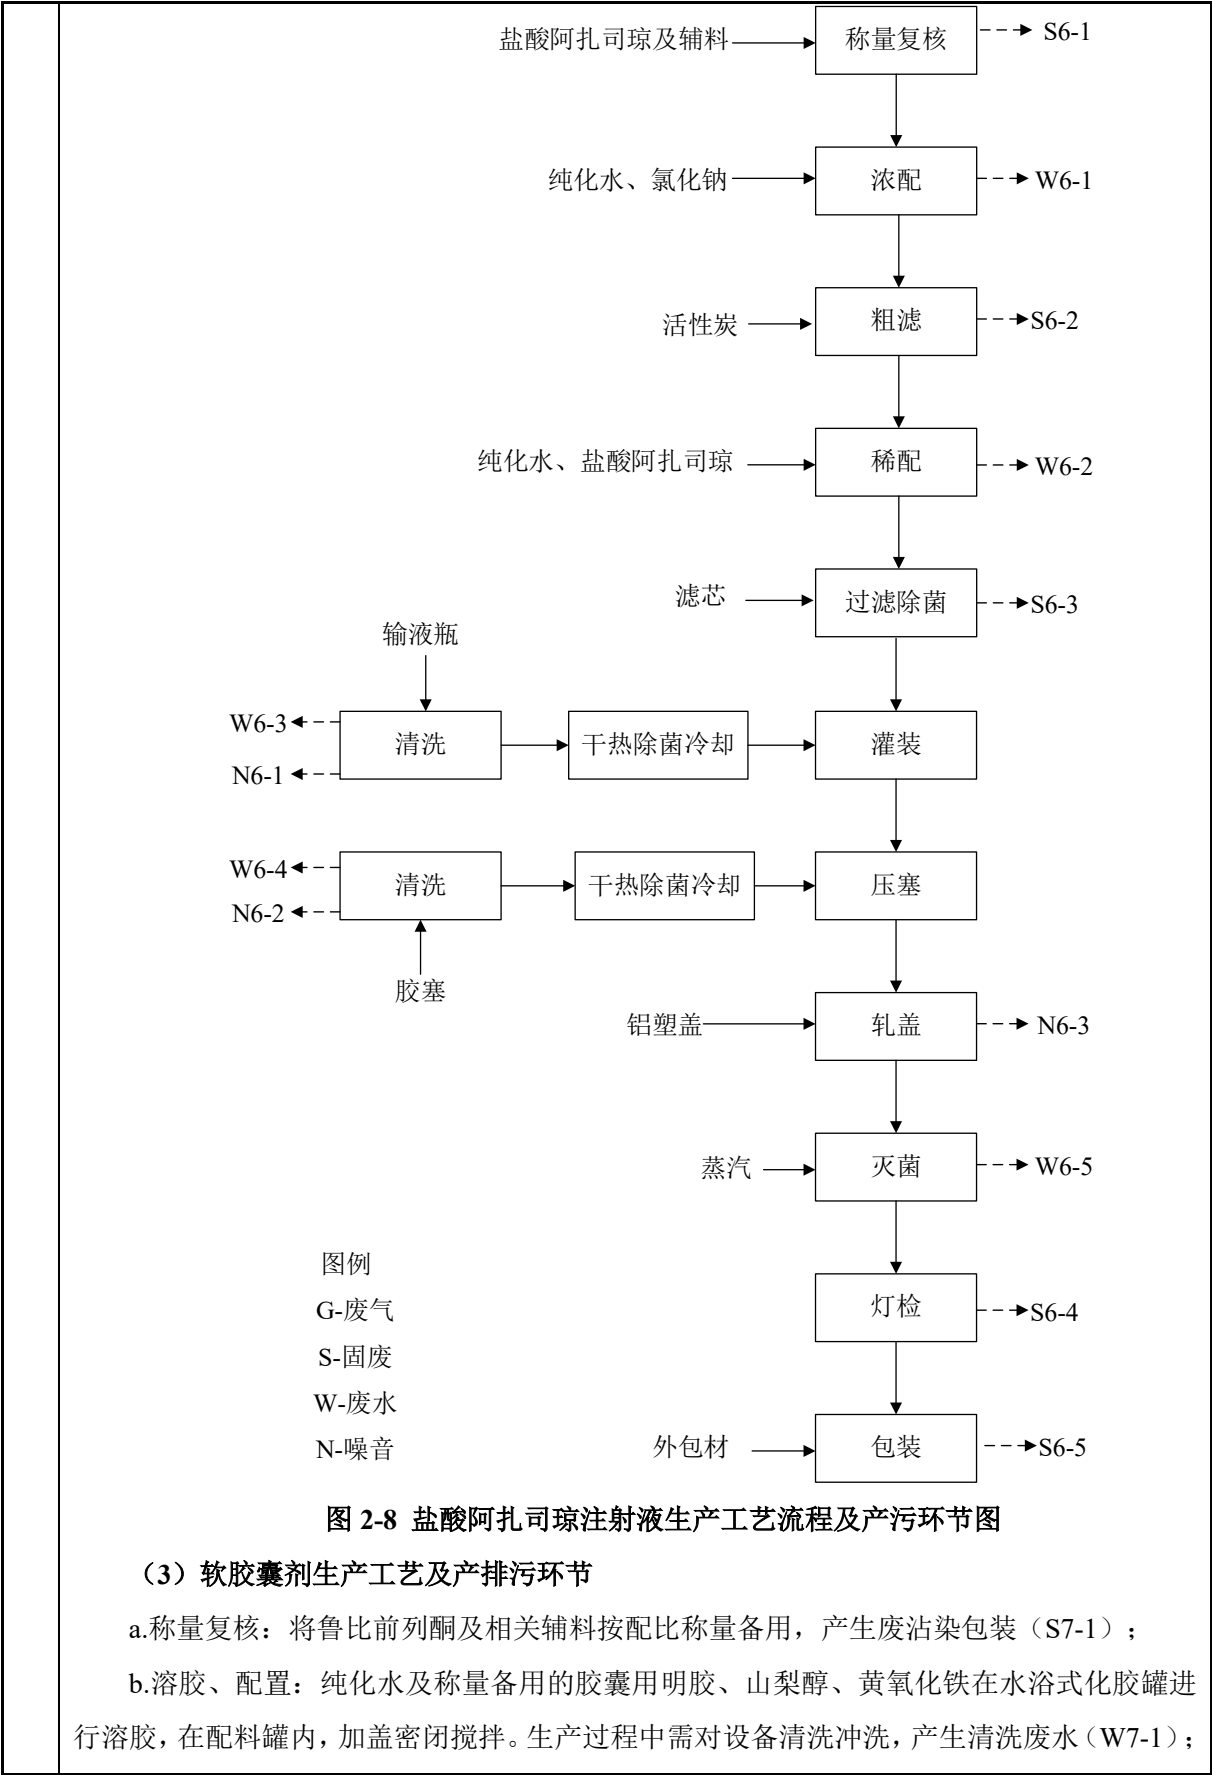 盐酸阿扎司琼及辅料
称量复核
S6-1
纯化水、氯化钠
浓配
W6-1
活性炭
粗滤
S6-2
纯化水、盐酸阿扎司琼
稀配
W6-2
滤芯
过滤除菌
S6-3
输液瓶
W6-3
N6-1
清洗
干热除菌冷却
灌装
W6-4
N6-2
清洗
干热除菌冷却
压塞
胶塞
铝塑盖
轧盖
N6-3
蒸汽
灭菌
W6-5
灯检
S6-4
外包材
包装
S6-5
图例
G-废气
S-固废
W-废水
N-噪音
图 2-8 盐酸阿扎司琼注射液生产工艺流程及产污环节图
（3）软胶囊剂生产工艺及产排污环节
a.称量复核：将鲁比前列酮及相关辅料按配比称量备用，产生废沾染包装（S7-1）；
b.溶胶、配置：纯化水及称量备用的胶囊用明胶、山梨醇、黄氧化铁在水浴式化胶罐进
行溶胶，在配料罐内，加盖密闭搅拌。生产过程中需对设备清洗冲洗，产生清洗废水（W7-1）；